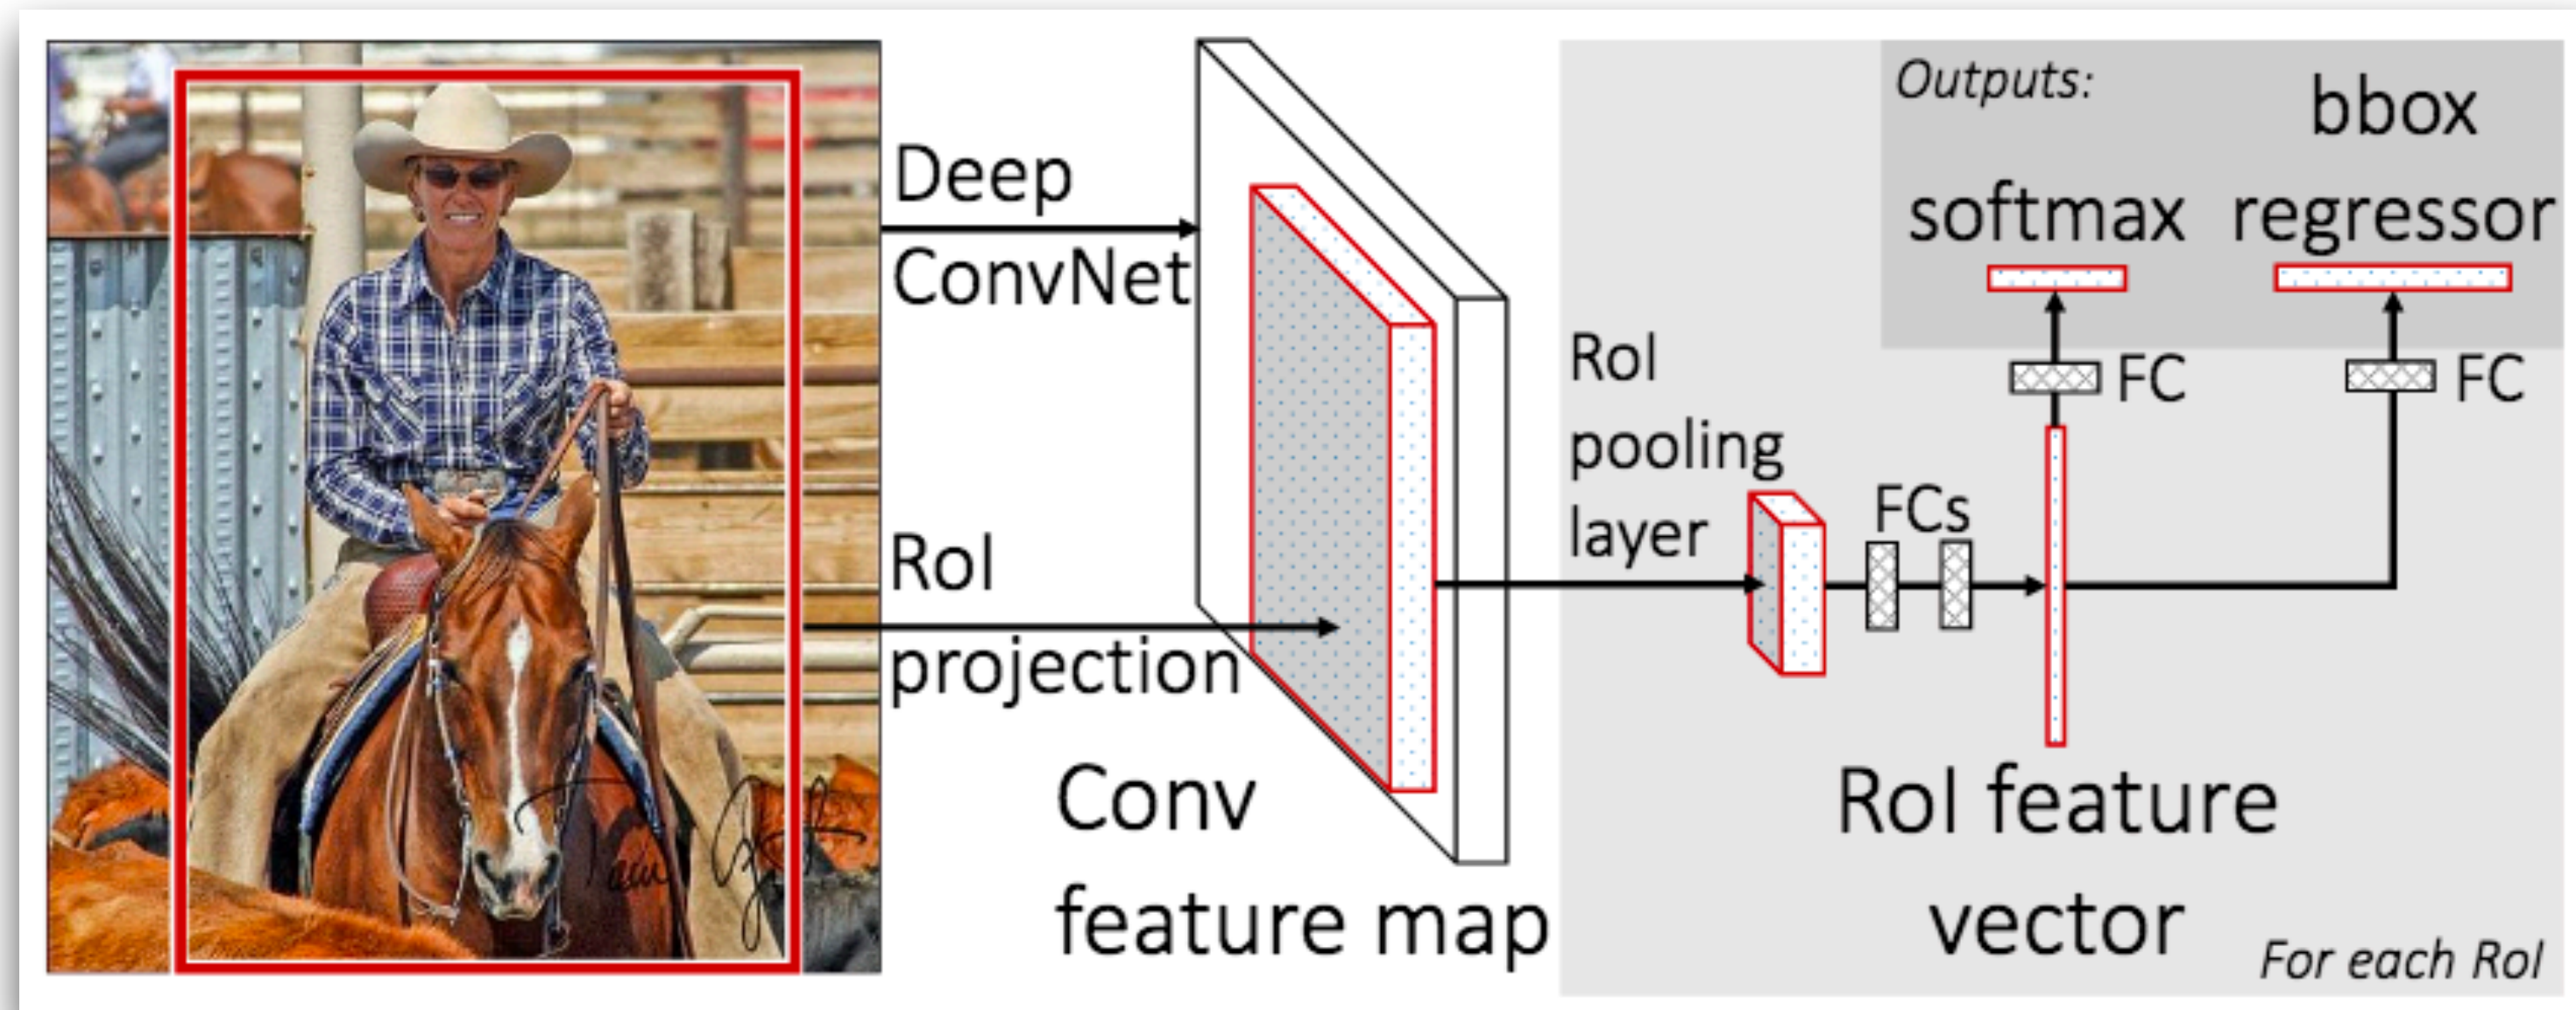 Deep
ConvNet
RoI
projection
Conv
feature map
RoI
pooling
layer
FCs
RoI feature
vector
For each RoI
Outputs:
softmax
bbox
regressor
FC
FC